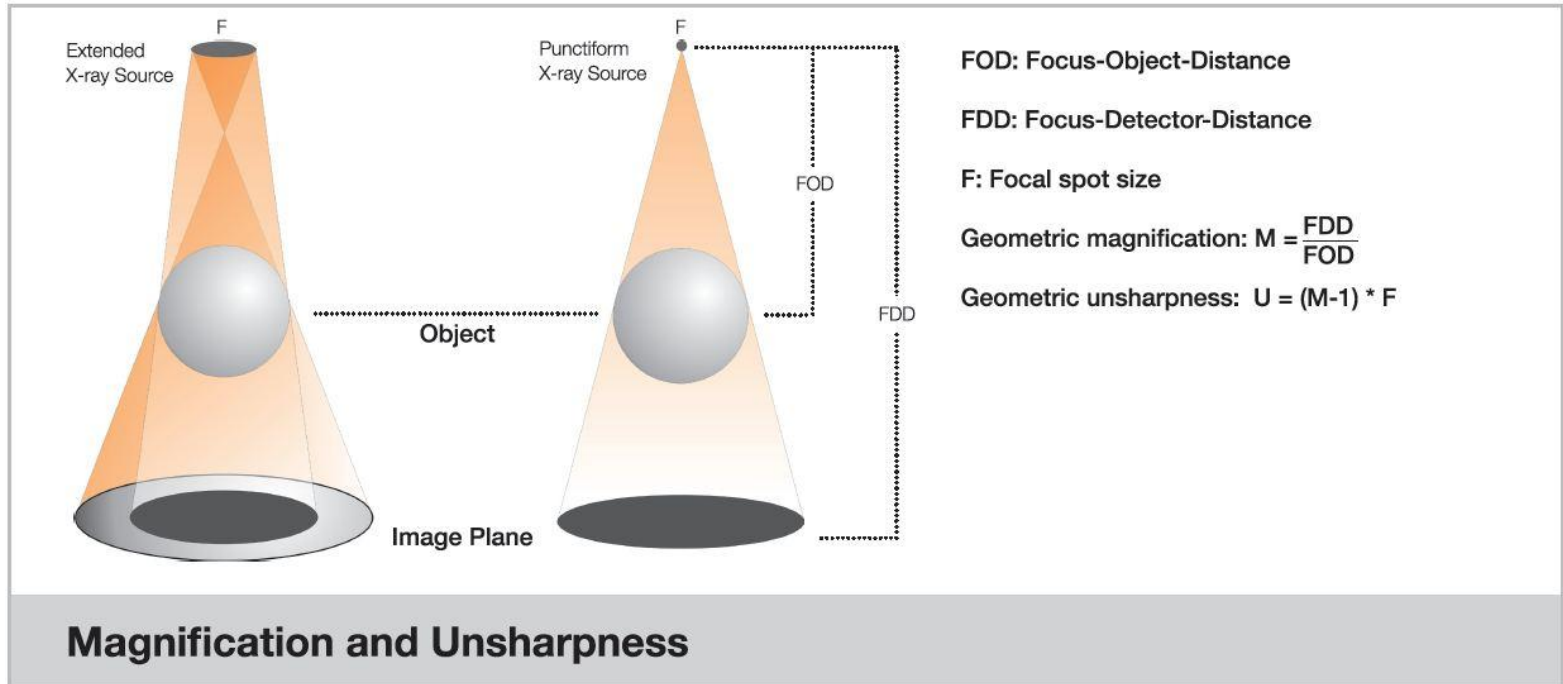 F
Extended
X-ray Source
F
Punctiform
X-ray Source
FOD
FDD
Object
Image Plane
FOD: Focus-Object-Distance
FDD: Focus-Detector-Distance
F: Focal spot size
Geometric magnification: M = FDD
FOD
Geometric unsharpness: U = (M-1) * F
Magnification and Unsharpness